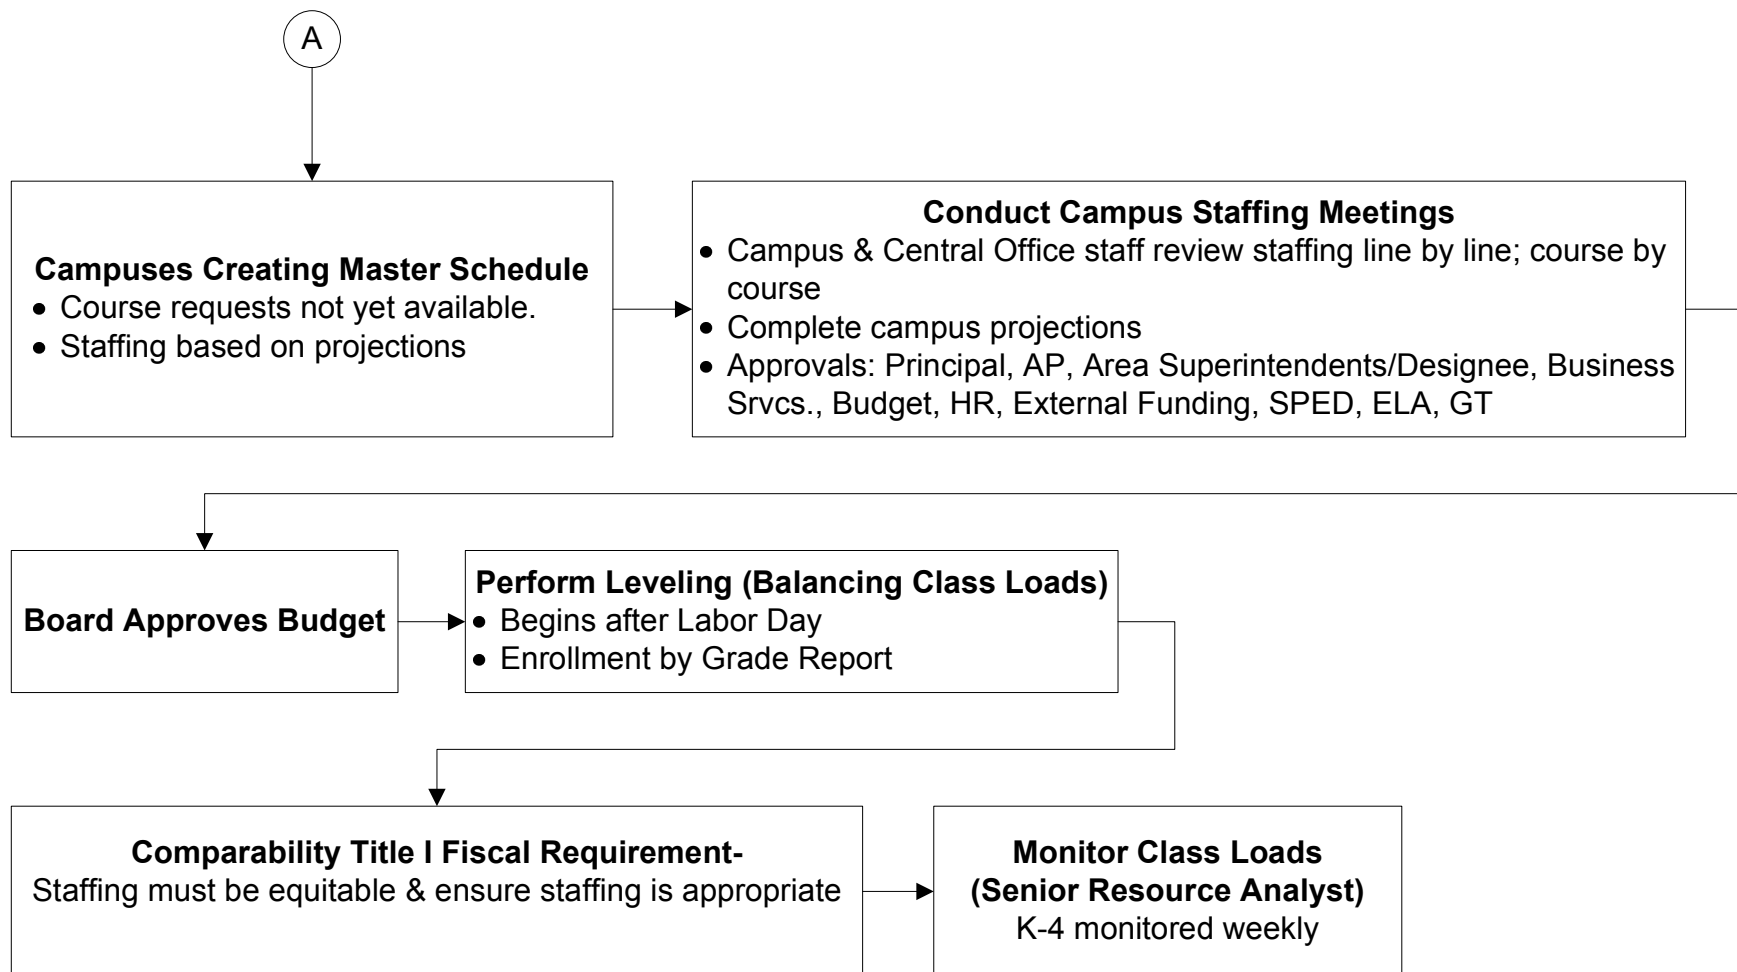 A
Campuses Creating Master Schedule
• Course requests not yet available.
• Staffing based on projections
Conduct Campus Staffing Meetings
• Campus & Central Office staff review staffing line by line; course by
course
• Complete campus projections
• Approvals: Principal, AP, Area Superintendents/Designee, Business
Srvcs., Budget, HR, External Funding, SPED, ELA, GT
Board Approves Budget
Perform Leveling (Balancing Class Loads)
• Begins after Labor Day
• Enrollment by Grade Report
Comparability Title I Fiscal Requirement-
Staffing must be equitable & ensure staffing is appropriate
Monitor Class Loads
(Senior Resource Analyst)
K-4 monitored weekly